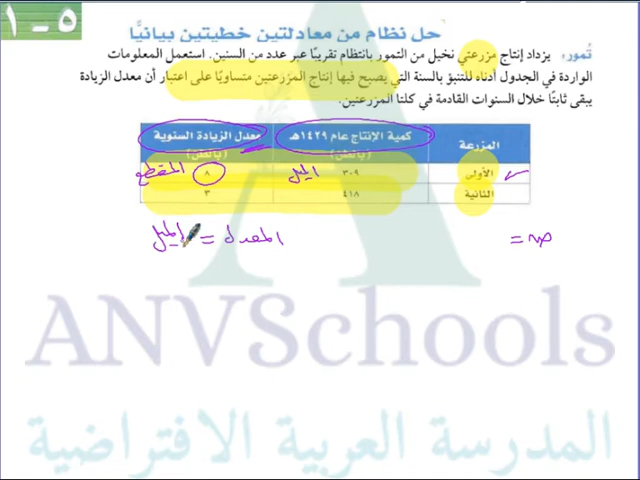 ٥ - ١
حل نظام من معادلتين خطيتين بيانيًّا
تُمور: يزداد إنتاج مزرعتي نخيل من التمور بانتظام تقريبًا عبر عدد من السنين. استعمل المعلومات
الواردة في الجدول أدناه للتنبؤ بالسنة التي يصبح فيها إنتاج المزرعتين متساويًا على اعتبار أن معدل الزيادة
يبقى ثابتًا خلال السنوات القادمة في كلتا المزرعتين.
المزرعة كمية الإنتاج عام ١٤٢٩هـ (بالطن) معدل الزيادة السنوية (بالطن)
الأولى ٣٠٩ الميل ٨ المقطع
الثانية ٤١٨ ٣
ص = المعدل = الميل
ANVSchools
المدرسة العربية الافتراضية